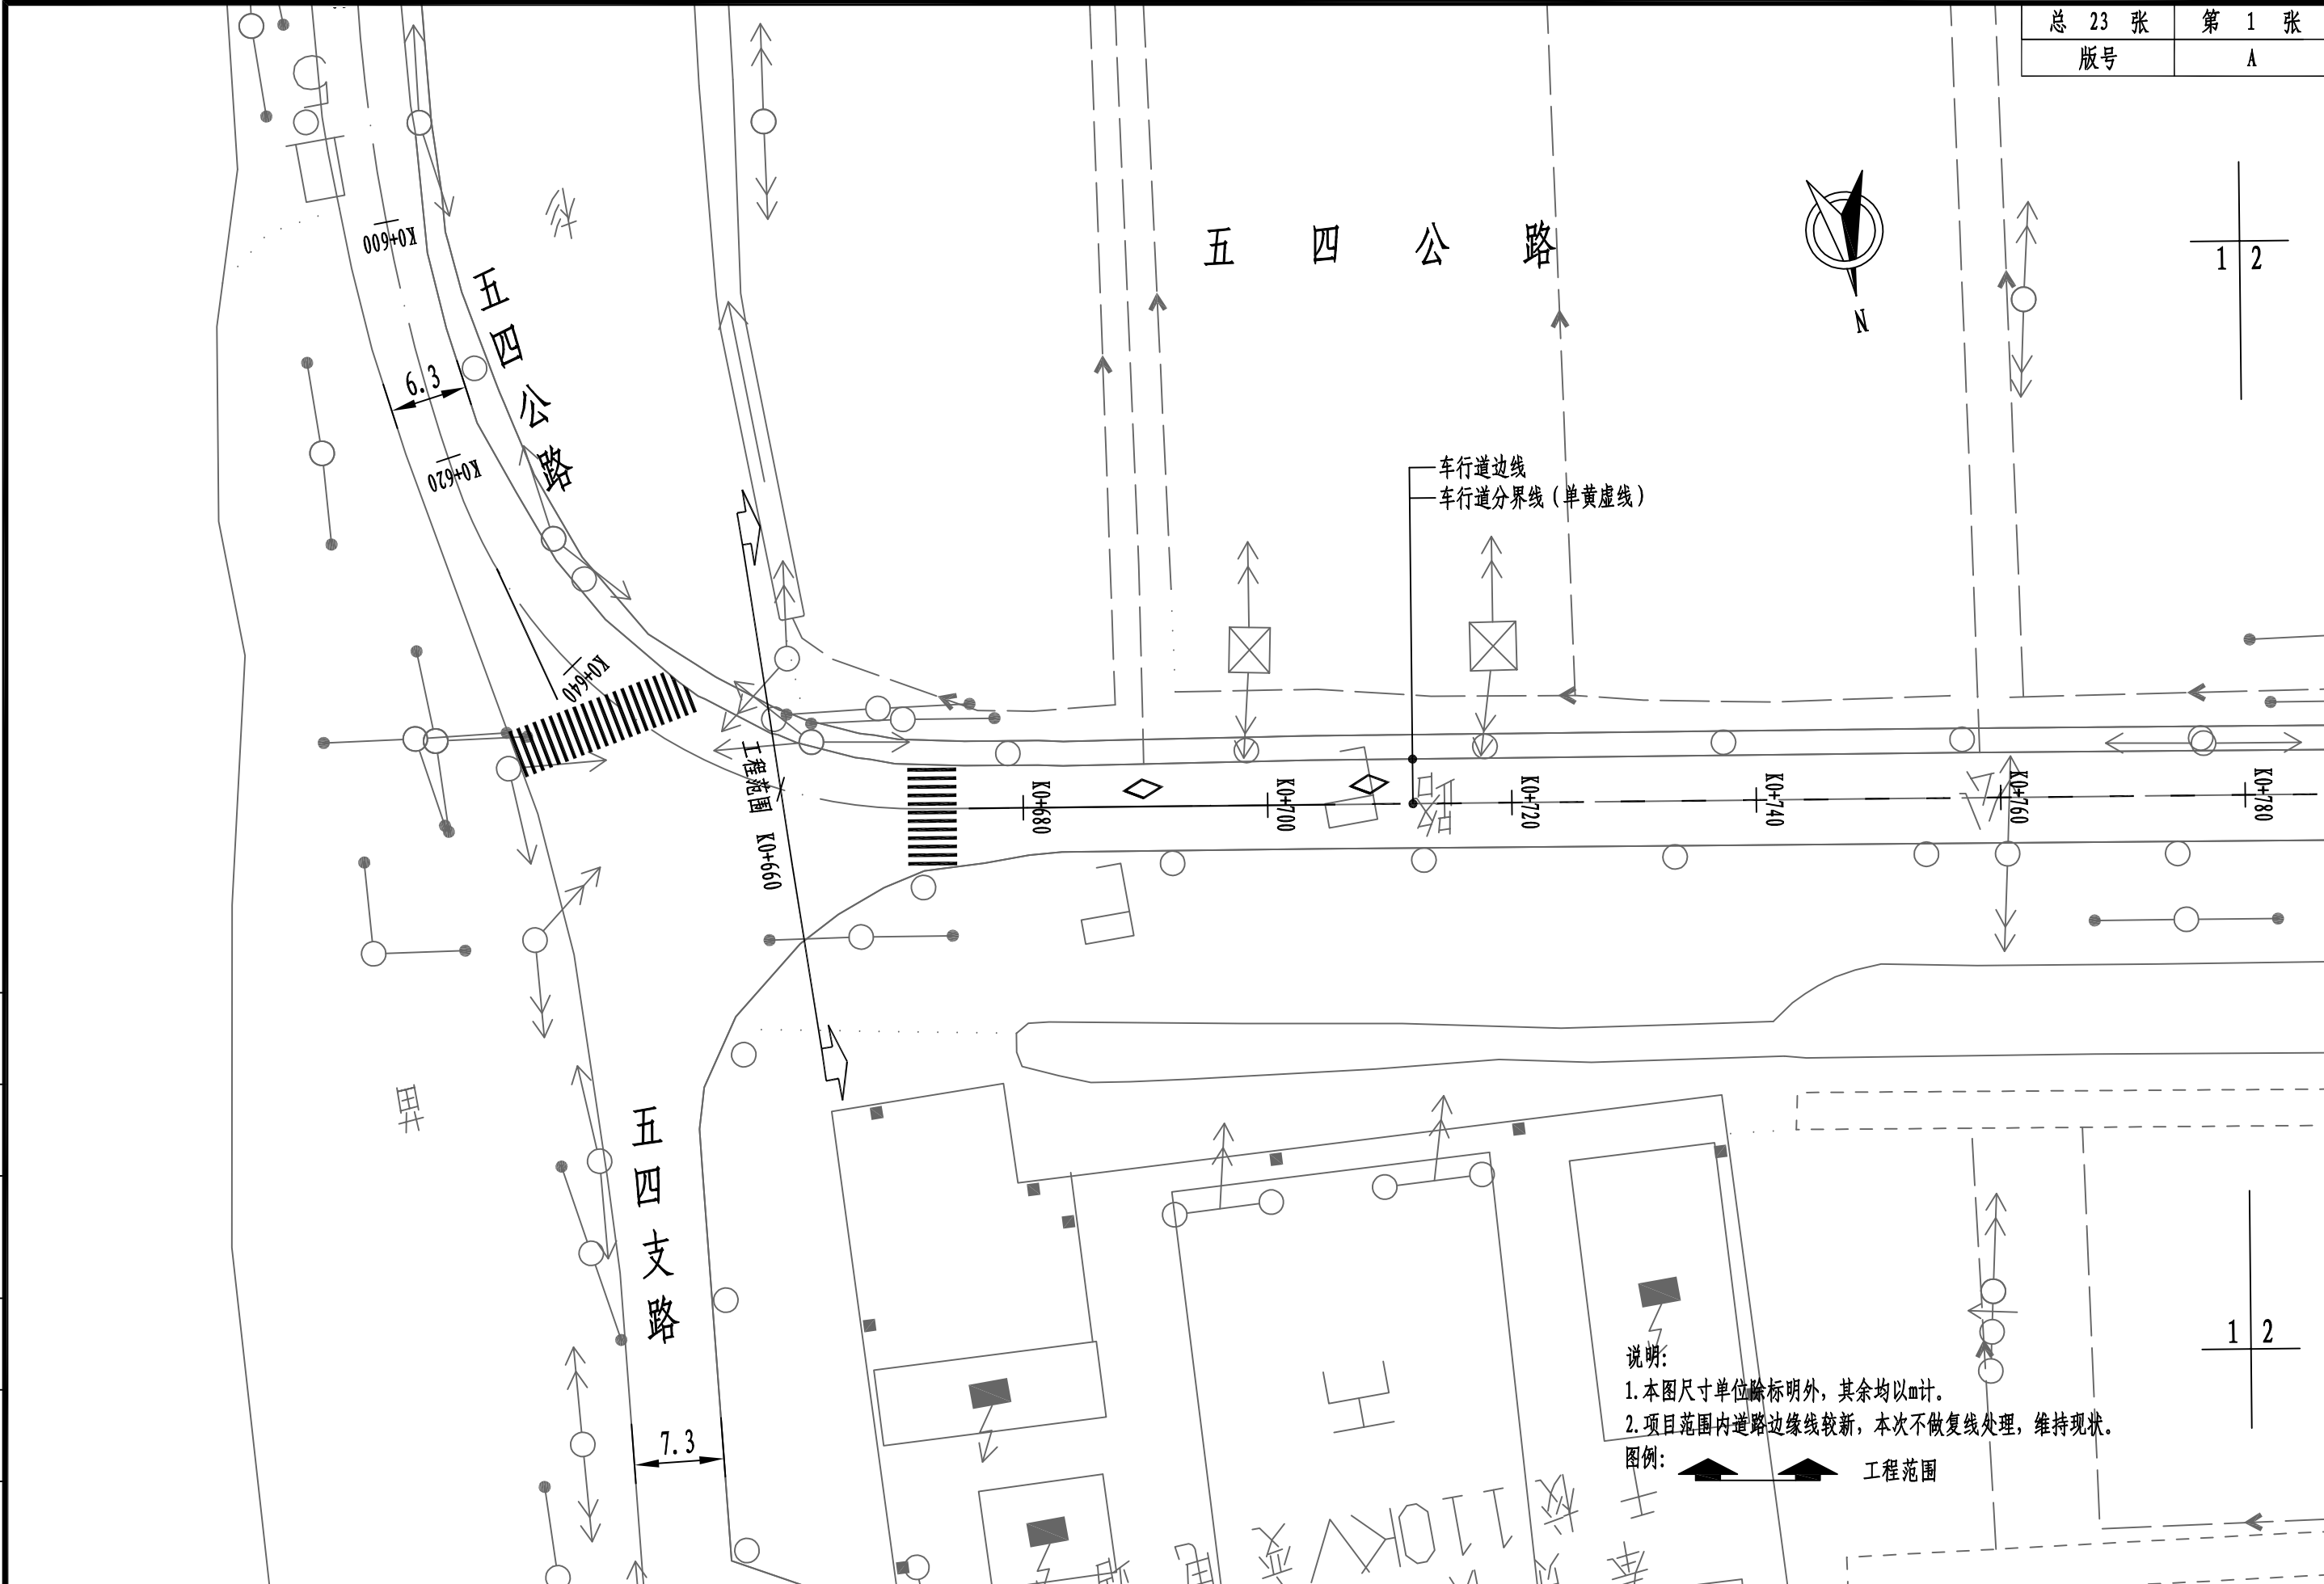 总 23 张 第 1 张
版号 A
五四公路
K0+600
6.3
K0+620
五四公路
N
1 2
车行道边线
车行道分界线（单黄虚线）
K0+640
工程范围 K0+660
K0+680
K0+700
K0+720
K0+740
K0+760
K0+780
五四支路
7.3
1 2
说明:
1.本图尺寸单位除标明外，其余均以m计。
2.项目范围内道路边缘线较新，本次不做复线处理，维持现状。
图例:
工程范围
110